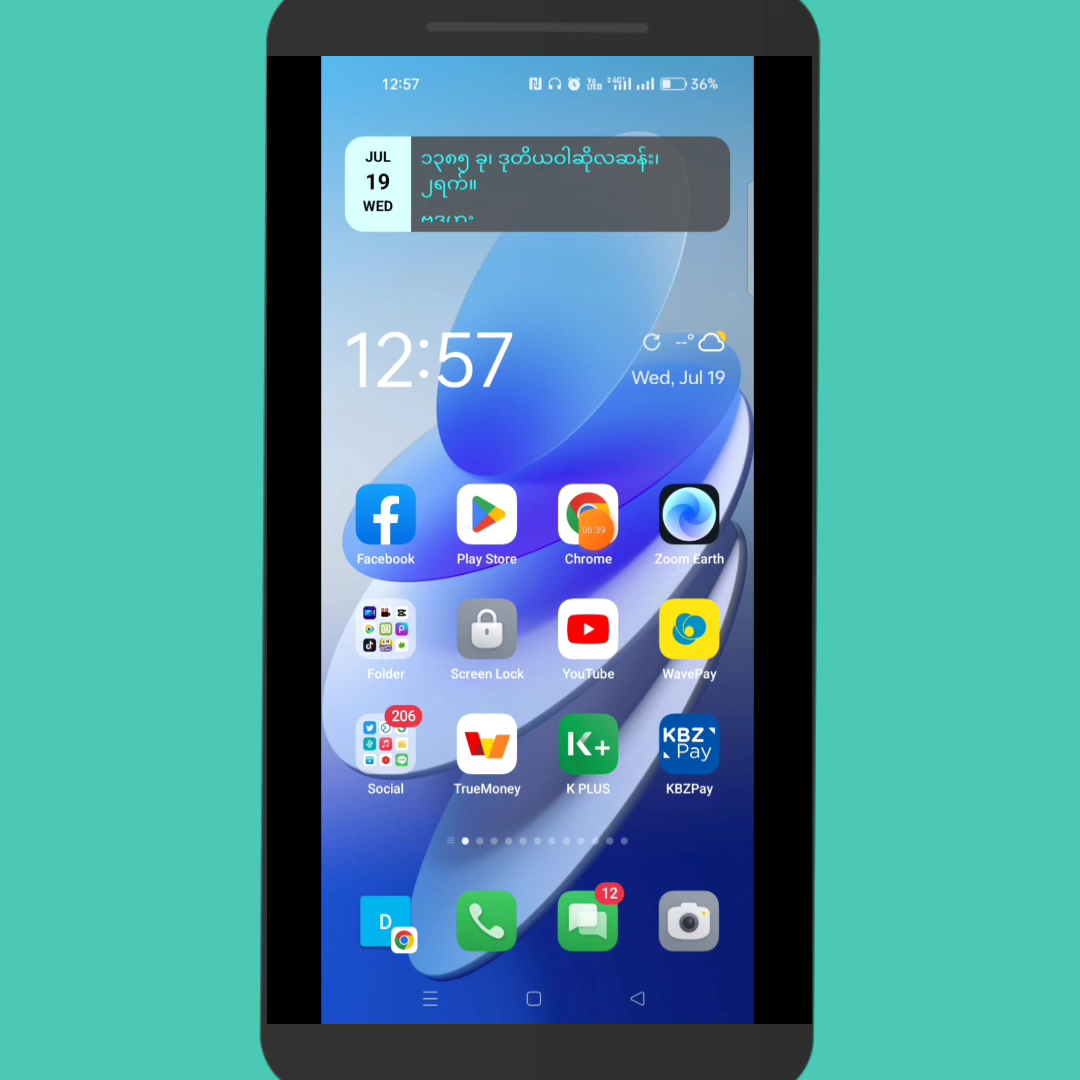 12:57
36%
JUL
19
WED
၁၃၈၅ ခု၊ ဒုတိယဝါဆိုလဆန်း၊
၂ရက်။
12:57
--°
Wed, Jul 19
06:39
Facebook
Play Store
Chrome
Zoom Earth
Folder
Screen Lock
YouTube
WavePay
206
K+
KBZ
Pay
Social
TrueMoney
K PLUS
KBZPay
D
12